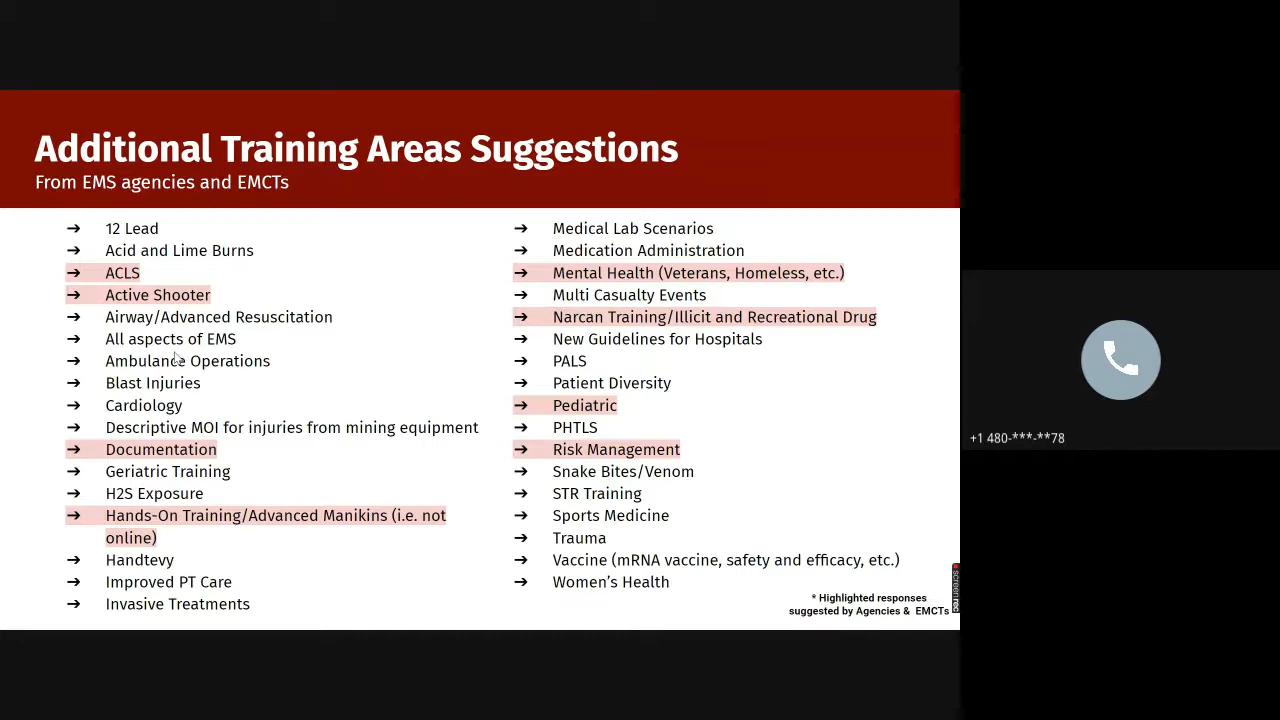 Additional Training Areas Suggestions
From EMS agencies and EMCTs
➔ 12 Lead
➔ Acid and Lime Burns
➔ ACLS
➔ Active Shooter
➔ Airway/Advanced Resuscitation
➔ All aspects of EMS
➔ Ambulance Operations
➔ Blast Injuries
➔ Cardiology
➔ Descriptive MOI for injuries from mining equipment
➔ Documentation
➔ Geriatric Training
➔ H2S Exposure
➔ Hands-On Training/Advanced Manikins (i.e. not
online)
➔ Handtevy
➔ Improved PT Care
➔ Invasive Treatments
➔ Medical Lab Scenarios
➔ Medication Administration
➔ Mental Health (Veterans, Homeless, etc.)
➔ Multi Casualty Events
➔ Narcan Training/Illicit and Recreational Drug
➔ New Guidelines for Hospitals
➔ PALS
➔ Patient Diversity
➔ Pediatric
➔ PHTLS
➔ Risk Management
➔ Snake Bites/Venom
➔ STR Training
➔ Sports Medicine
➔ Trauma
➔ Vaccine (mRNA vaccine, safety and efficacy, etc.)
➔ Women's Health
* Highlighted responses
suggested by Agencies & EMCTs
screenrec
+1 480-***-**78